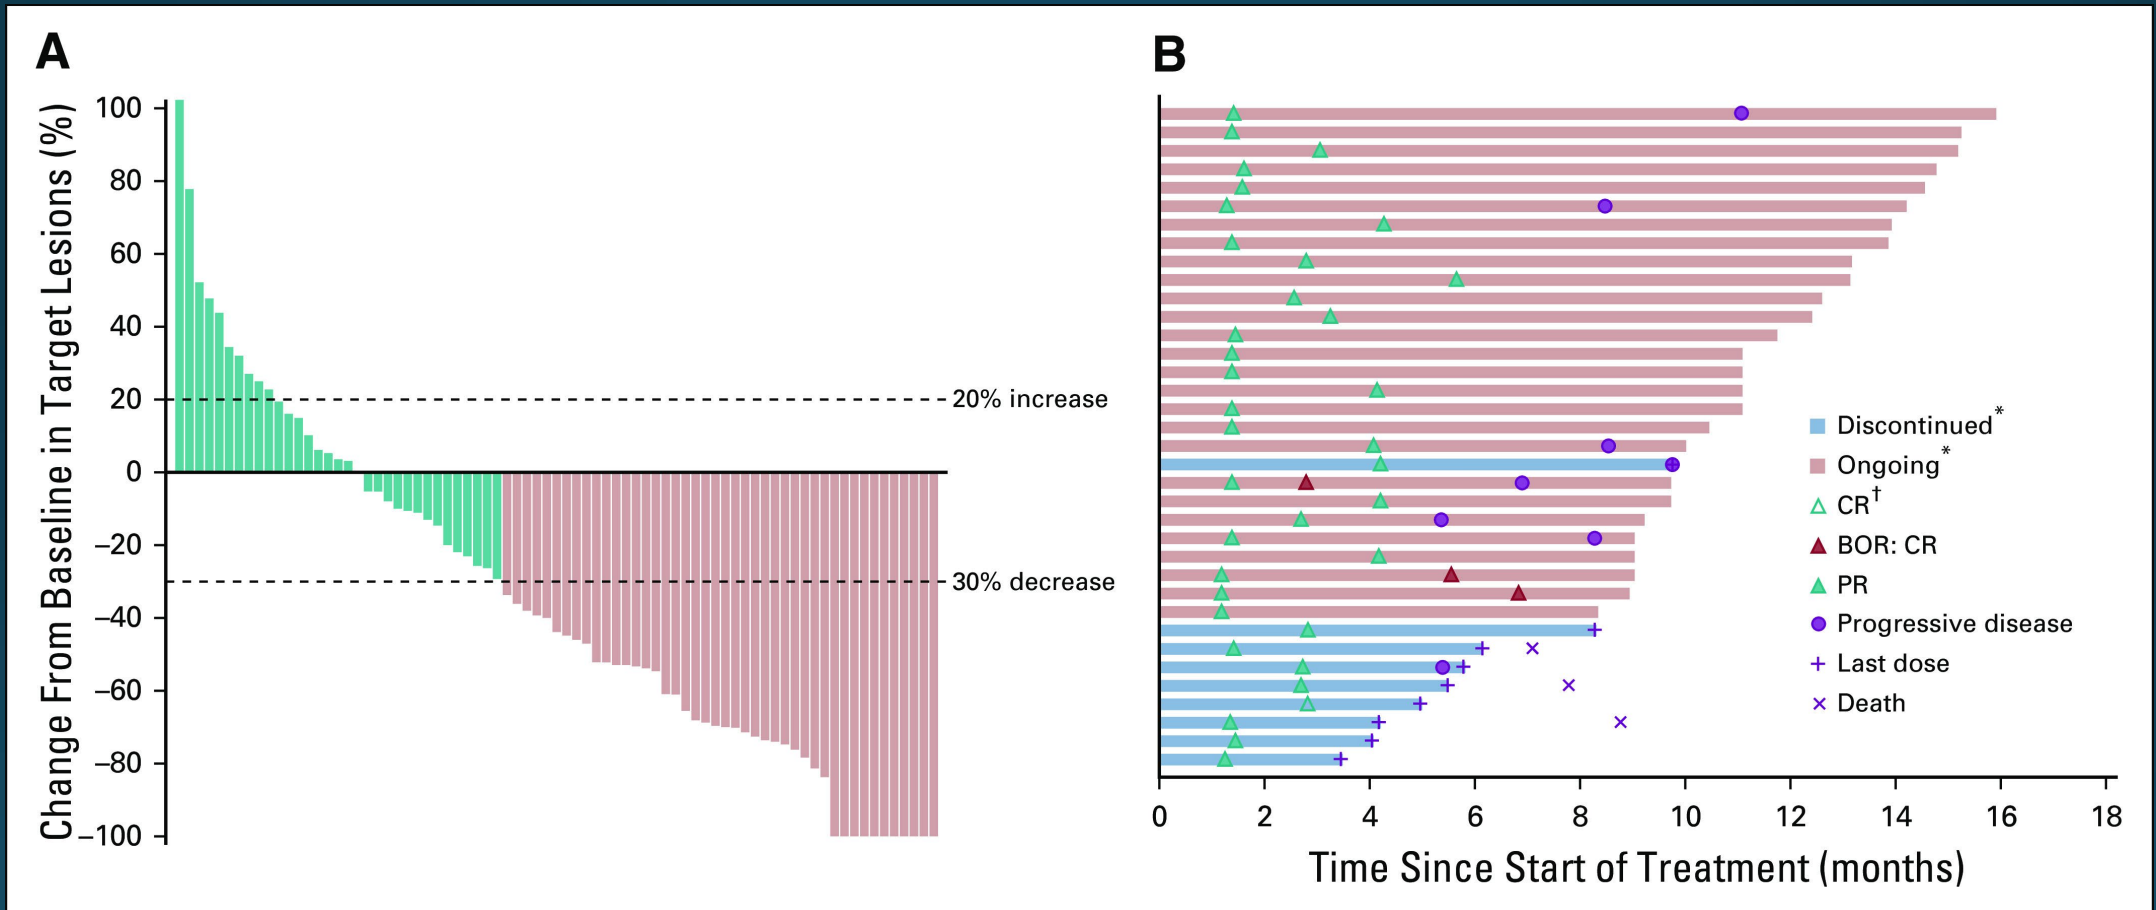 A
Change From Baseline in Target Lesions (%)
100
80
60
40
20
0
–20
–40
–60
–80
–100
20% increase
30% decrease
B
Discontinued*
Ongoing*
CR†
BOR: CR
PR
Progressive disease
Last dose
Death
0 2 4 6 8 10 12 14 16 18
Time Since Start of Treatment (months)